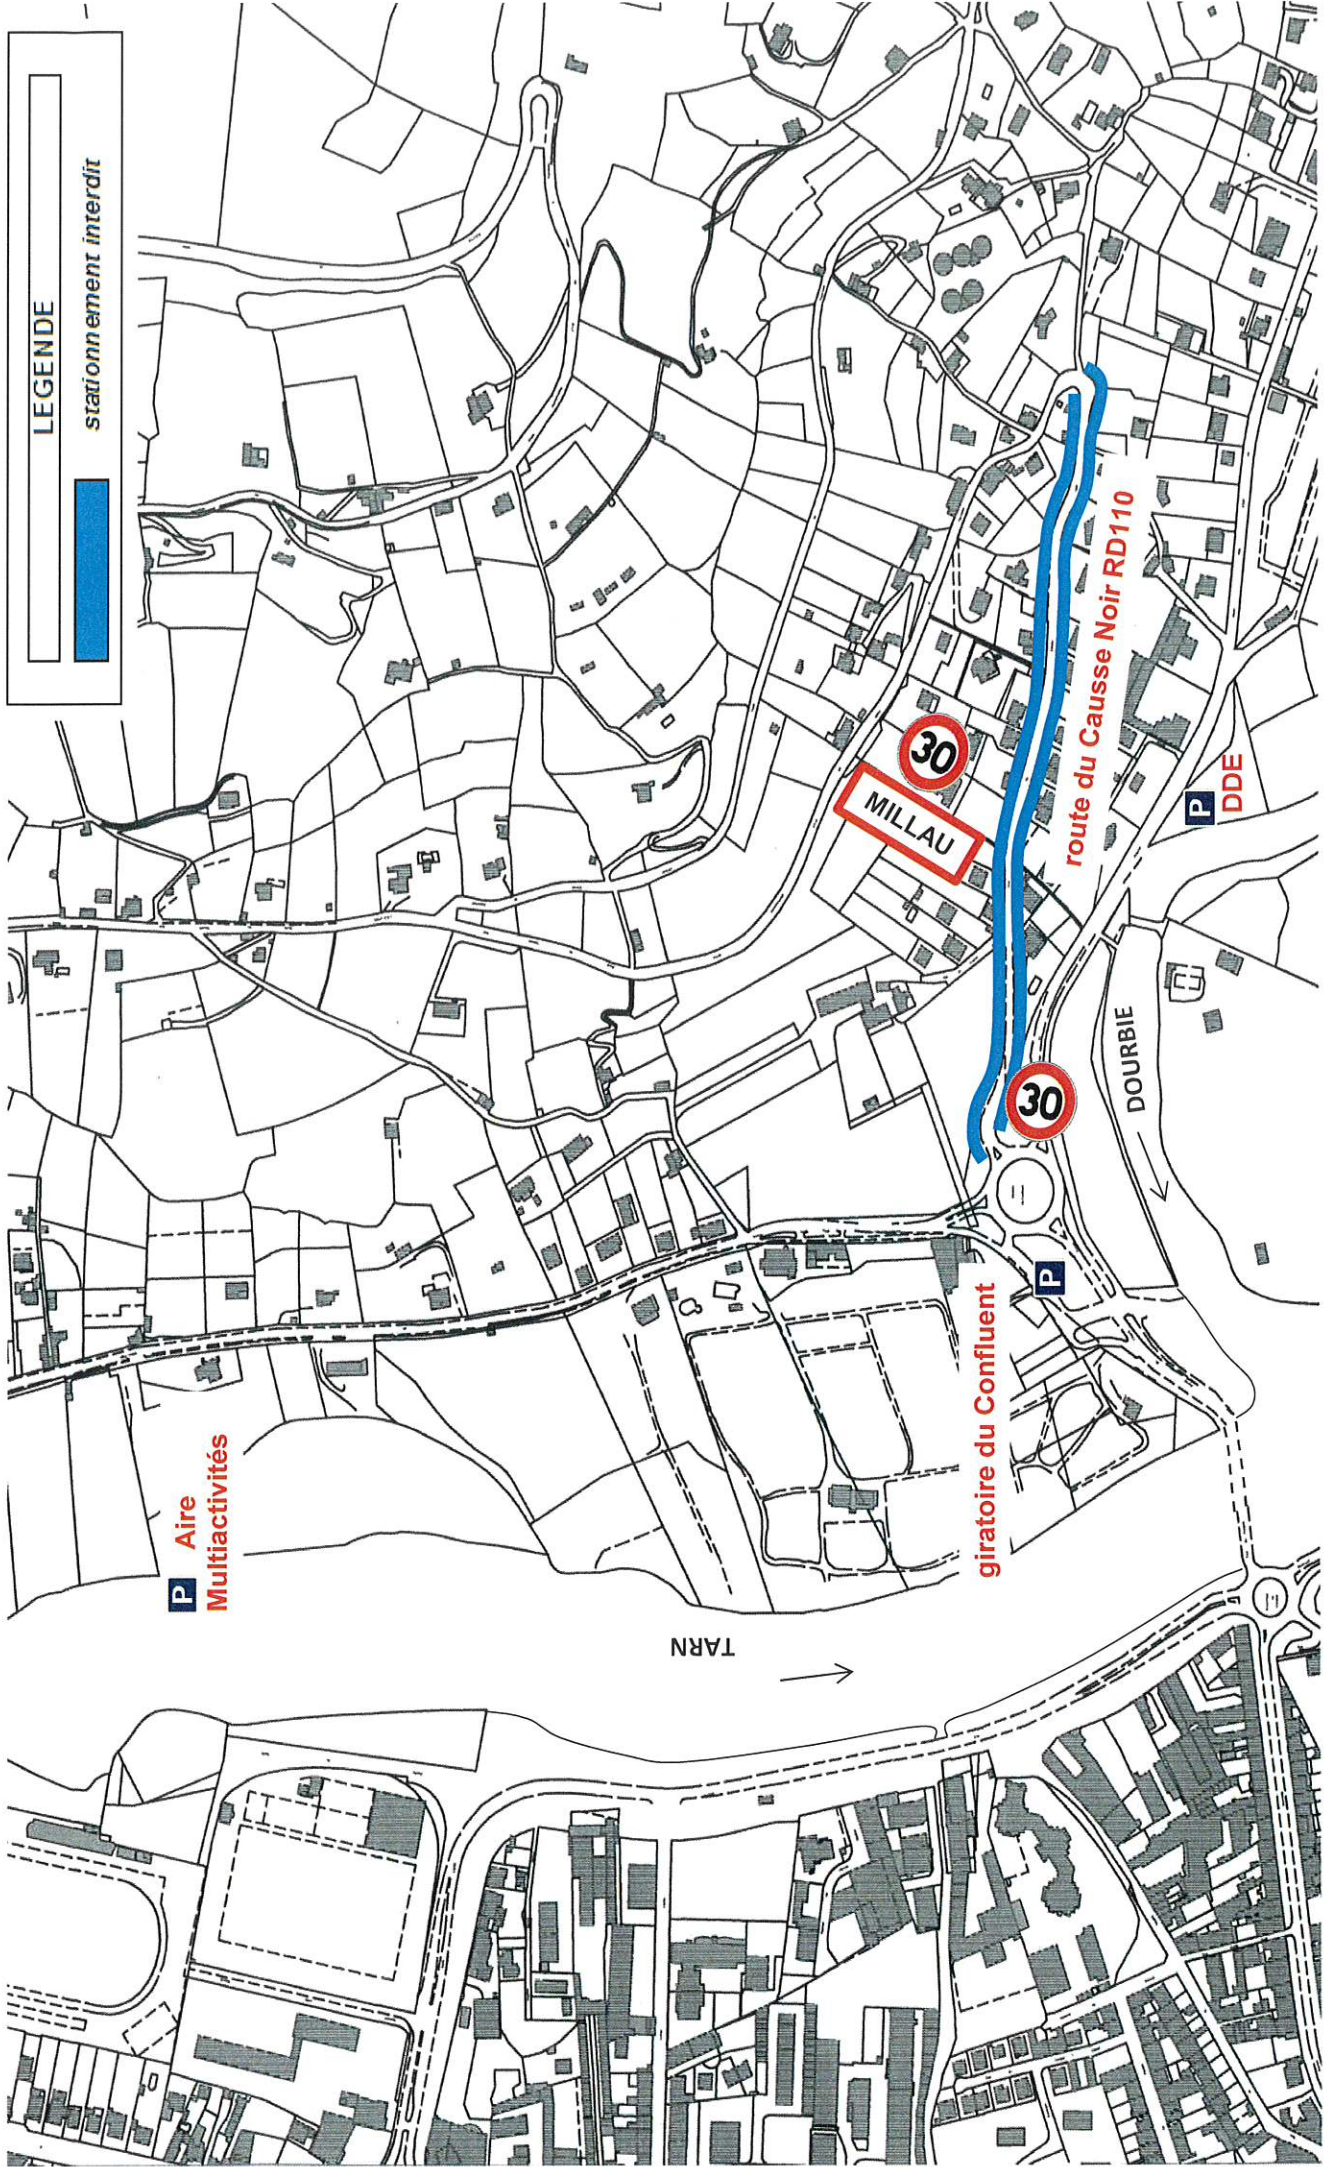 LEGENDE
stationnement interdit
P Aire
Multiactivités
TARN
giratoire du Confluent
P
30
DOURBIE
MILLAU
30
route du Causse Noir RD110
P
DDE